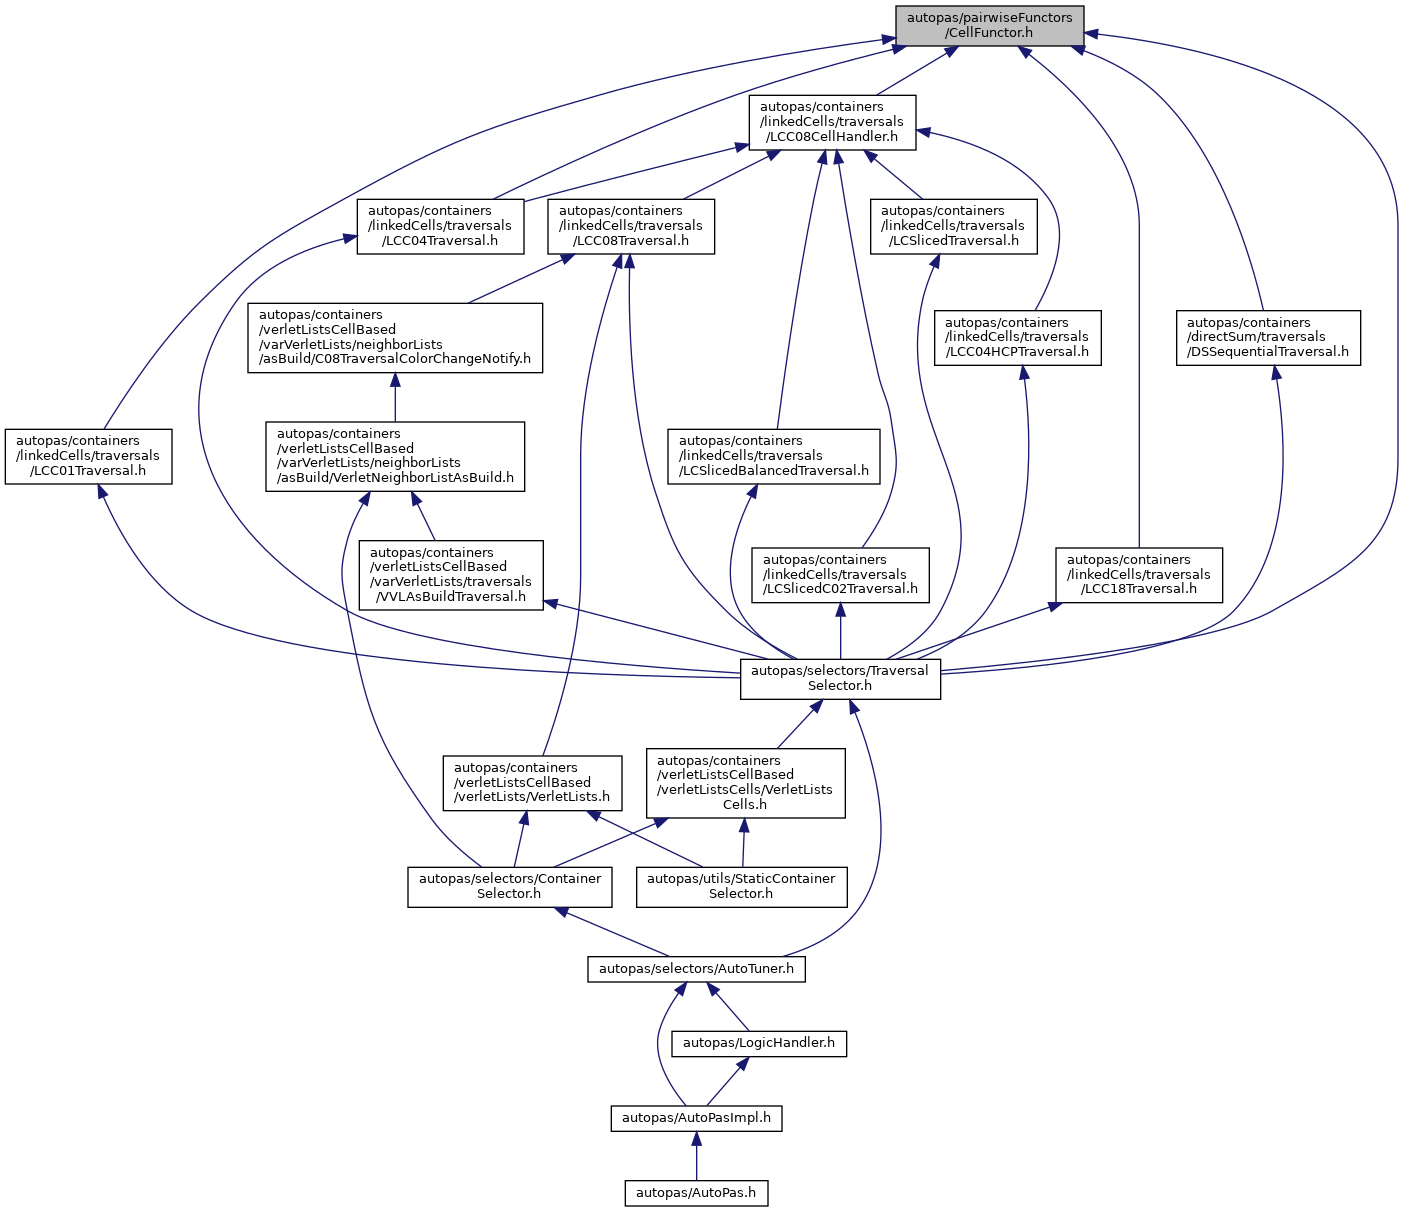 autopas/pairwiseFunctors
/CellFunctor.h
autopas/containers
/linkedCells/traversals
/LCC08CellHandler.h
autopas/containers
/linkedCells/traversals
/LCC04Traversal.h
autopas/containers
/linkedCells/traversals
/LCC08Traversal.h
autopas/containers
/linkedCells/traversals
/LCSlicedTraversal.h
autopas/containers
/verletListsCellBased
/varVerletLists/neighborLists
/asBuild/C08TraversalColorChangeNotify.h
autopas/containers
/linkedCells/traversals
/LCC04HCPTraversal.h
autopas/containers
/directSum/traversals
/DSSequentialTraversal.h
autopas/containers
/linkedCells/traversals
/LCC01Traversal.h
autopas/containers
/verletListsCellBased
/varVerletLists/neighborLists
/asBuild/VerletNeighborListAsBuild.h
autopas/containers
/linkedCells/traversals
/LCSlicedBalancedTraversal.h
autopas/containers
/verletListsCellBased
/varVerletLists/traversals
/VVLAsBuildTraversal.h
autopas/containers
/linkedCells/traversals
/LCSlicedC02Traversal.h
autopas/containers
/linkedCells/traversals
/LCC18Traversal.h
autopas/selectors/Traversal
Selector.h
autopas/containers
/verletListsCellBased
/verletLists/VerletLists.h
autopas/containers
/verletListsCellBased
/verletListsCells/VerletLists
Cells.h
autopas/selectors/Container
Selector.h
autopas/utils/StaticContainer
Selector.h
autopas/selectors/AutoTuner.h
autopas/LogicHandler.h
autopas/AutoPasImpl.h
autopas/AutoPas.h